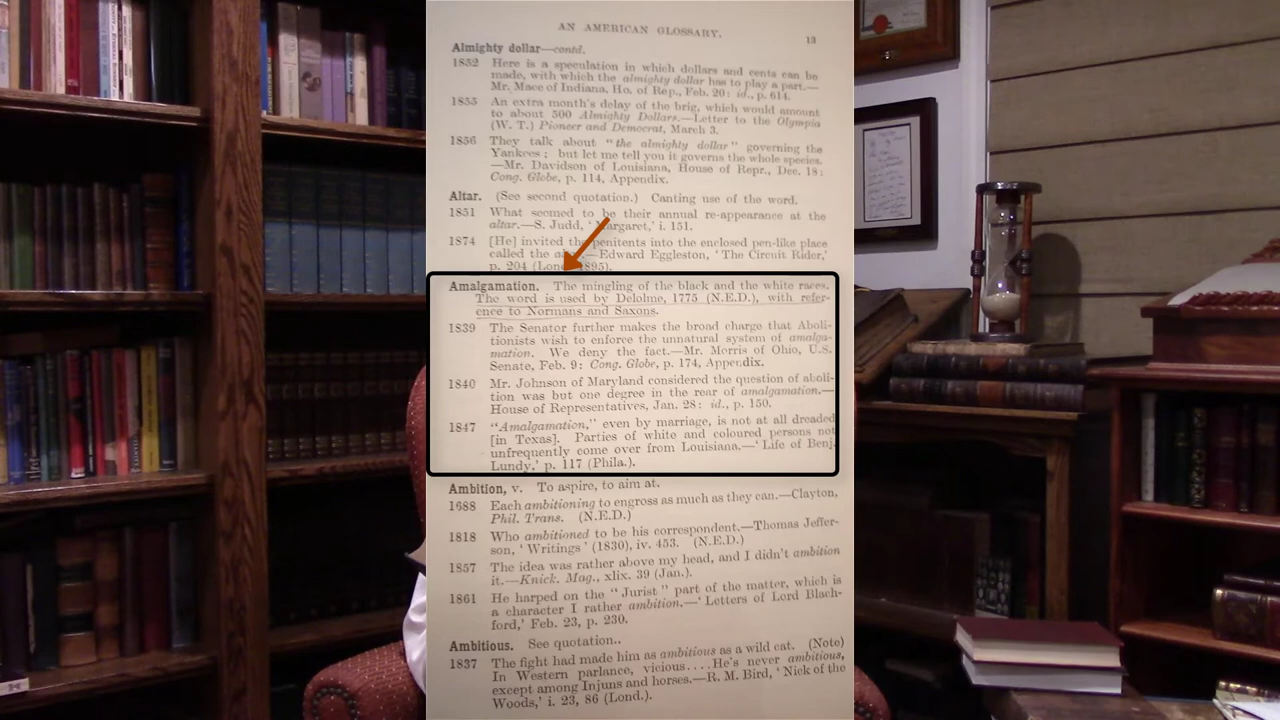 AN AMERICAN GLOSSARY. 13
Almighty dollar—contd.
1852 Here is a speculation in which dollars and cents can be
made, with which the almighty dollar has to play a part.—
Mr. Mace of Indiana, Ho. of Rep., Feb. 20: id., p. 614.
1853 An extra month's delay of the brig, which would amount
to about 500 Almighty Dollars.—Letter to the Olympia
(W. T.) Pioneer and Democrat, March 3.
1856 They talk about "the almighty dollar" governing the
Yankees; but let me tell you it governs the whole species.
—Mr. Davidson of Louisiana, House of Repr., Dec. 18:
Cong. Globe, p. 114, Appendix.
Altar. (See second quotation.) Canting use of the word.
1851 What seemed to be their annual re-appearance at the
altar.—S. Judd, 'Margaret,' i. 151.
1874 [He] invited the penitents into the enclosed pen-like place
called the —Edward Eggleston, 'The Circuit Rider,'
p. 204 (Lond. 1895).
Amalgamation. The mingling of the black and the white races.
The word is used by Delolme, 1775 (N.E.D.), with refer-
ence to Normans and Saxons.
1839 The Senator further makes the broad charge that Aboli-
tionists wish to enforce the unnatural system of amalga-
mation. We deny the fact.—Mr. Morris of Ohio, U.S.
Senate, Feb. 9: Cong. Globe, p. 174, Appendix.
1840 Mr. Johnson of Maryland considered the question of aboli-
tion was but one degree in the rear of amalgamation.—
House of Representatives, Jan. 28: id., p. 150.
1847 "Amalgamation," even by marriage, is not at all dreaded
[in Texas]. Parties of white and coloured persons not
unfrequently come over from Louisiana.—'Life of Benj.
Lundy,' p. 117 (Phila.).
Ambition, v. To aspire, to aim at.
1688 Each ambitioning to engross as much as they can.—Clayton,
Phil. Trans. (N.E.D.)
1818 Who ambitioned to be his correspondent.—Thomas Jeffer-
son, 'Writings' (1830), iv. 453. (N.E.D.)
1857 The idea was rather above my head, and I didn't ambition
it.—Knick. Mag., xlix. 39 (Jan.).
1861 He harped on the "Jurist" part of the matter, which is
a character I rather ambition.—'Letters of Lord Blach-
ford,' Feb. 23, p. 230.
Ambitious. See quotation..
1837 The fight had made him as ambitious as a wild cat. (Note)
In Western parlance, vicious....He's never ambitious,
except among Injuns and horses.—R. M. Bird, 'Nick of the
Woods,' i. 23, 86 (Lond.).